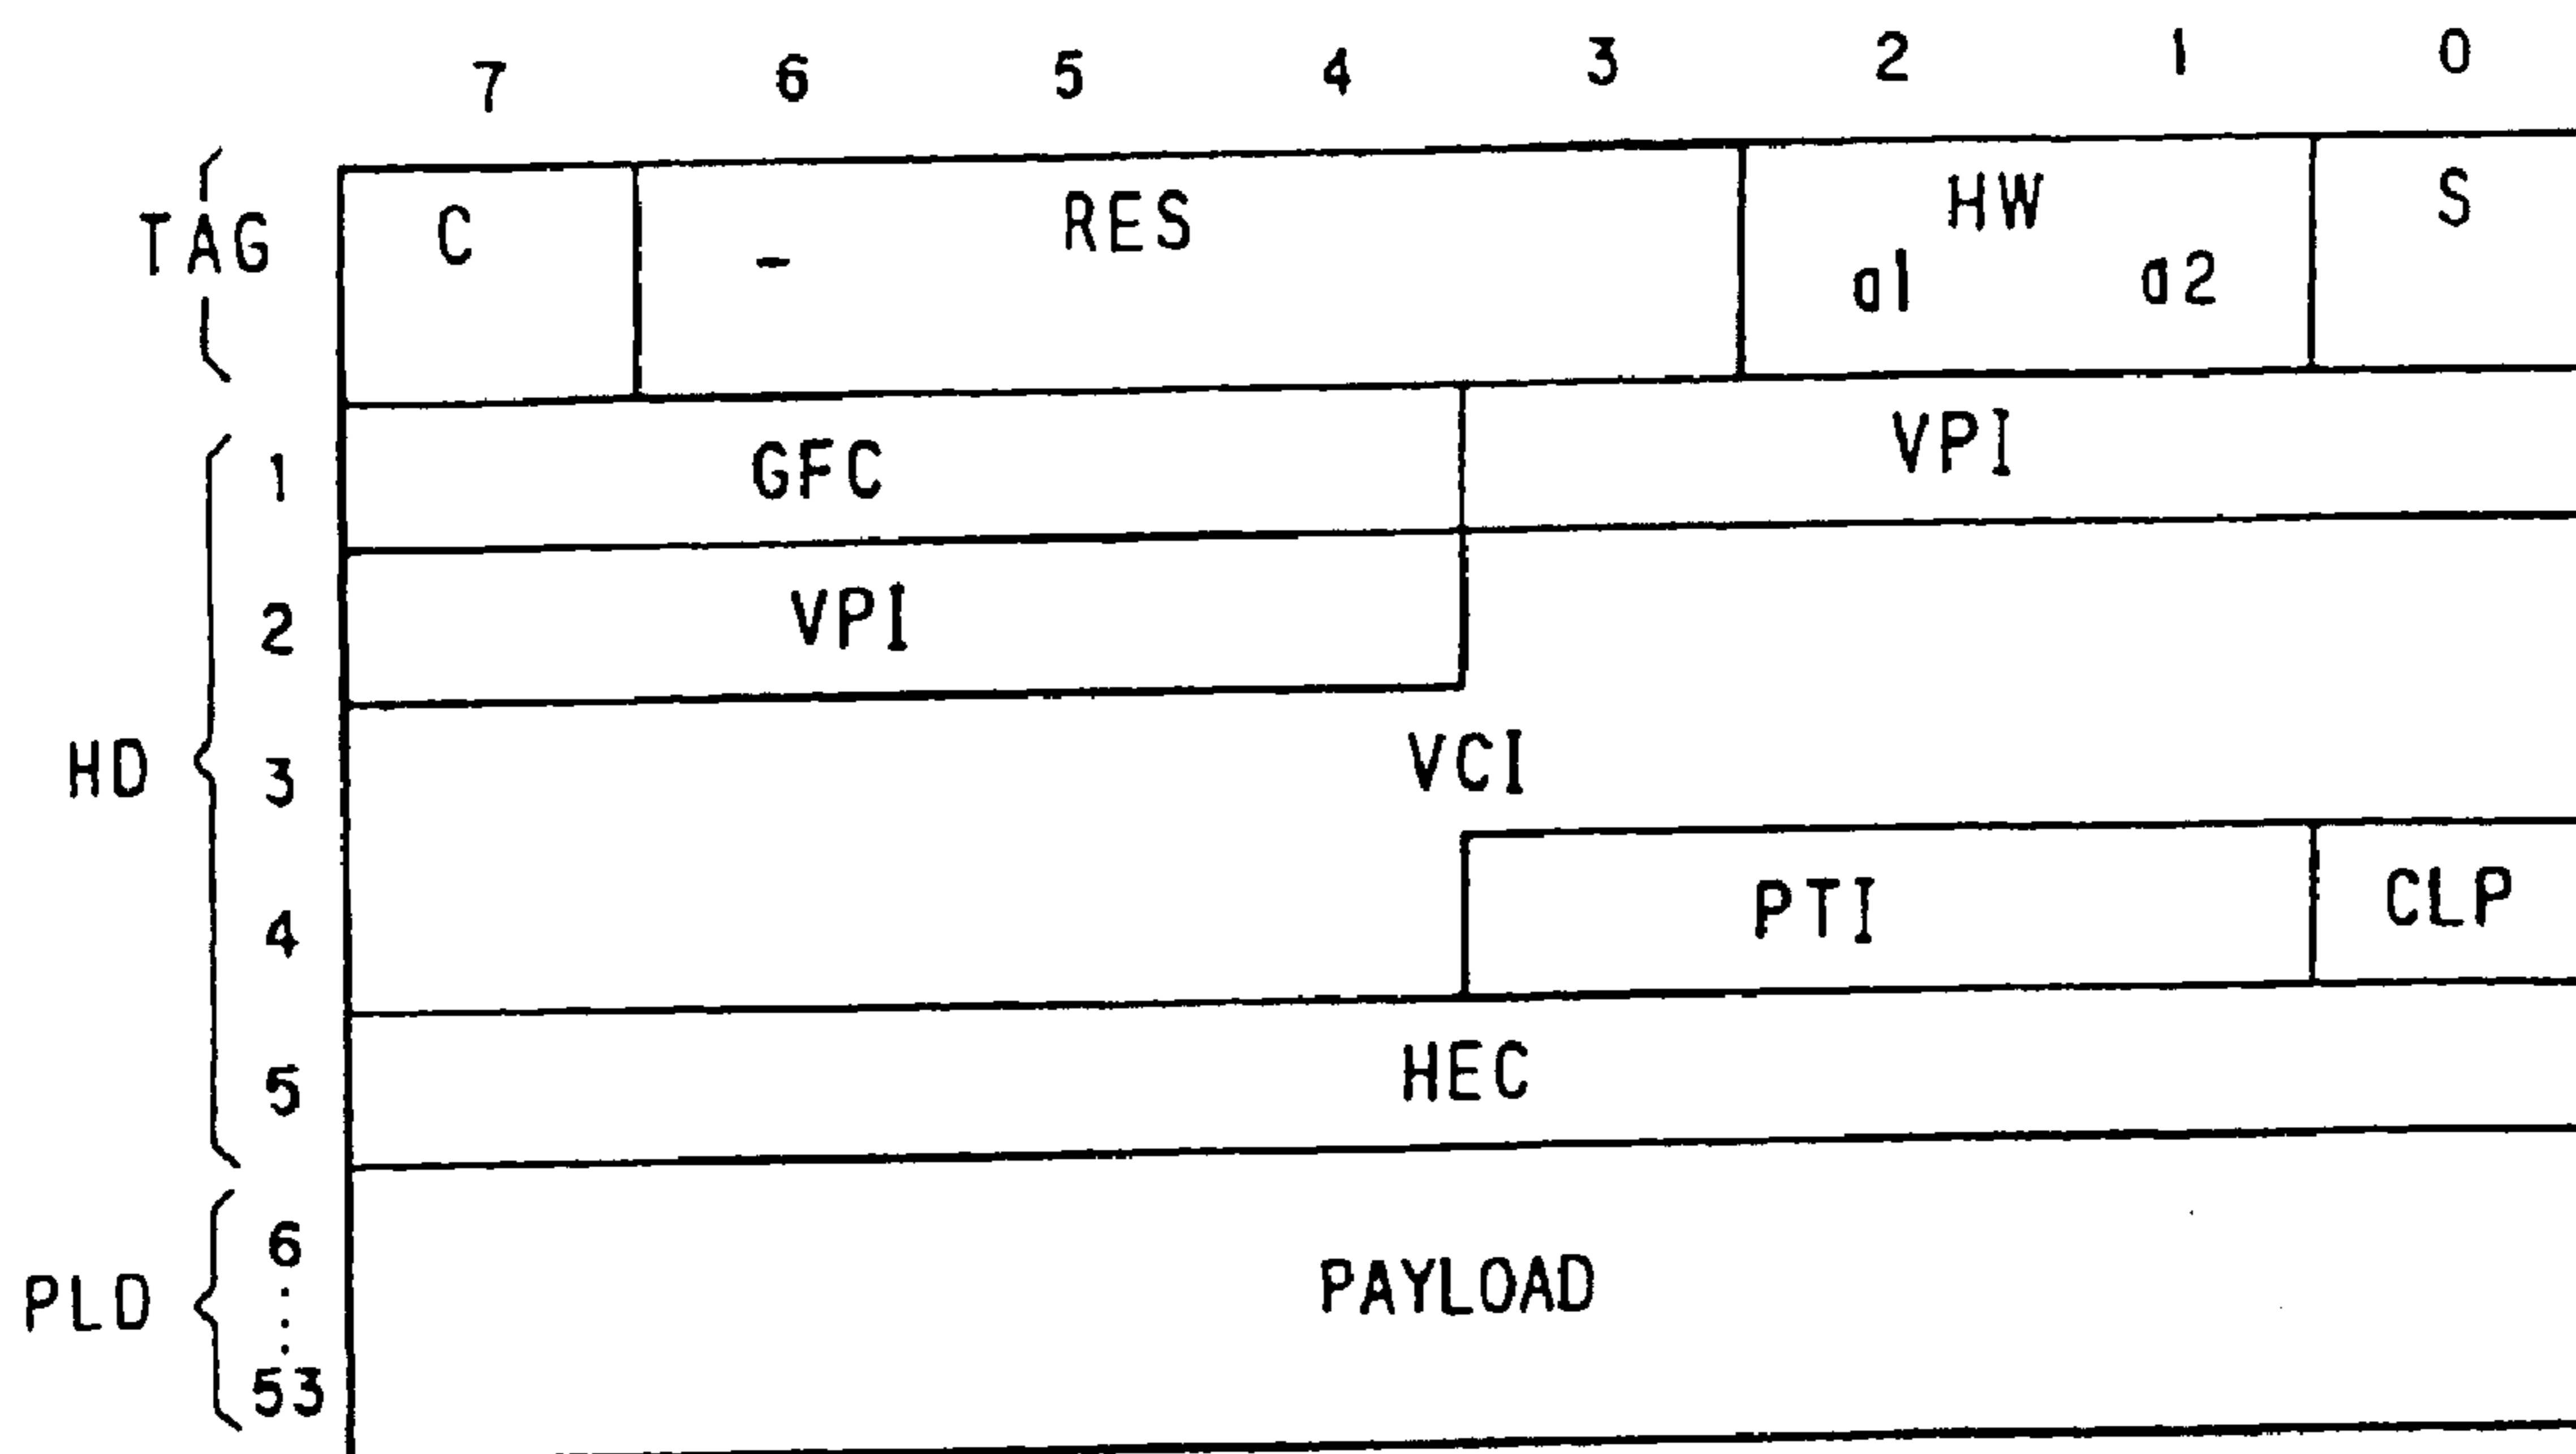 7 6 5 4 3 2 1 0
TAG C - RES HW a1 a2 S
1 GFC VPI
2 VPI
HD 3 VCI
4 PTI CLP
5 HEC
6
PLD PAYLOAD
53